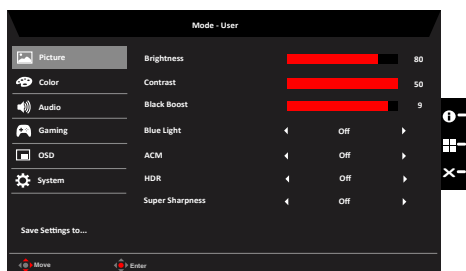 Mode - User
Picture
Brightness 80
Color
Contrast 50
Audio
Black Boost 9
Gaming
Blue Light Off
OSD
ACM Off
System
HDR Off
Super Sharpness Off
Save Settings to...
Move Enter